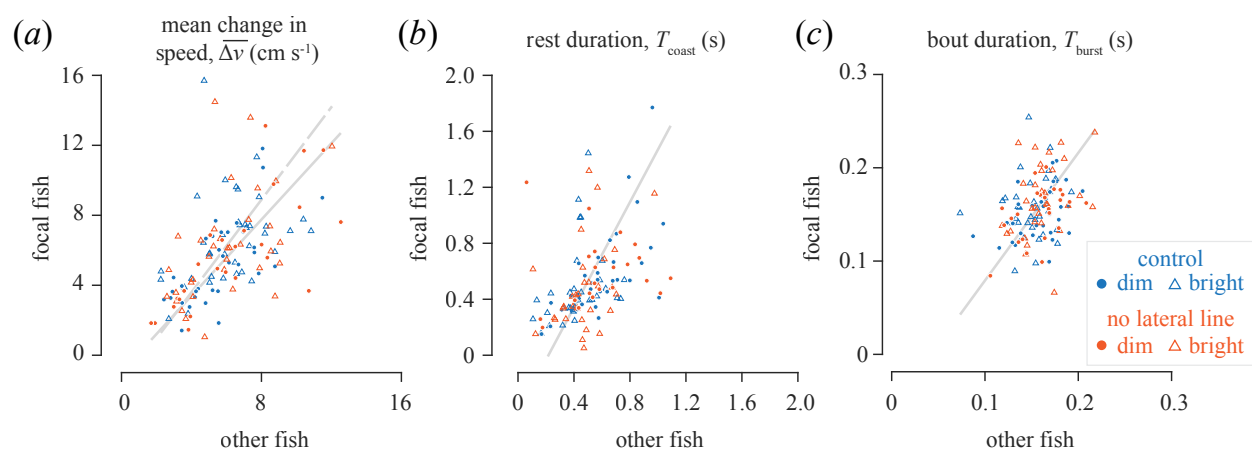 (a)
mean change in
speed, Δv (cm s⁻¹)
focal fish
16
12
8
4
0
0
8
16
other fish
(b)
rest duration, T_coast (s)
focal fish
2.0
1.6
1.2
0.8
0.4
0
0
0.4
0.8
1.2
1.6
2.0
other fish
(c)
bout duration, T_burst (s)
focal fish
0.3
0.2
0.1
0
0
0.1
0.2
0.3
other fish
control
dim bright
no lateral line
dim bright